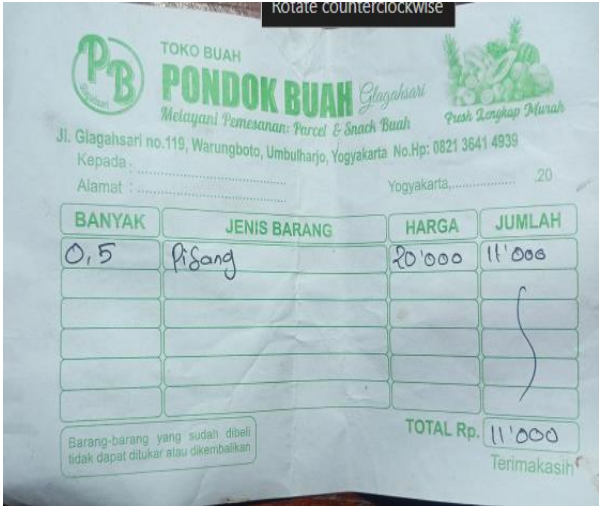 Rotate counterclockwise
PB
TOKO BUAH
PONDOK BUAH Glagahsari
Melayani Pemesanan: Parcel & Snack Buah
Fresh Lengkap Murah
Jl. Glagahsari no.119, Warungboto, Umbulharjo, Yogyakarta No.Hp: 0821 3641 4939
Kepada :
Alamat :
Yogyakarta,................ .20
BANYAK JENIS BARANG HARGA JUMLAH
0,5 Pisang 20'000 11'000
TOTAL Rp. 11'000
Barang-barang yang sudah dibeli
tidak dapat ditukar atau dikembalikan
Terimakasih